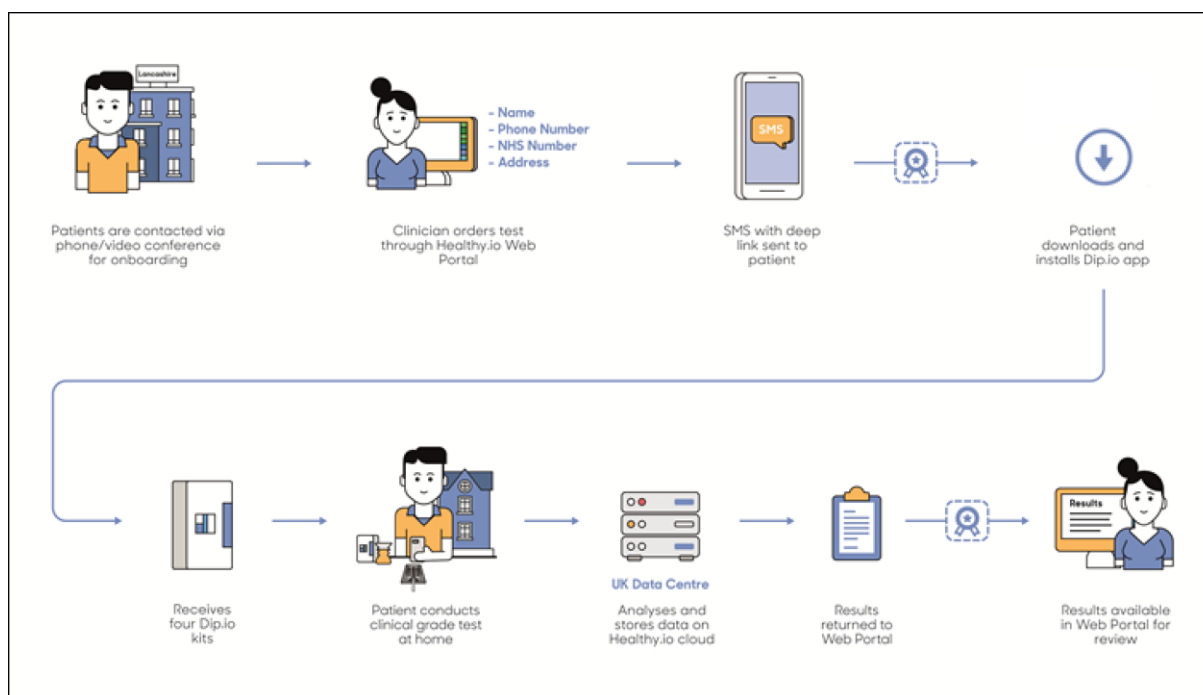 Lancashire
- Name
- Phone Number
- NHS Number
- Address
SMS
Patients are contacted via
phone/video conference
for onboarding
Clinician orders test
through Healthy.io Web
Portal
SMS with deep
link sent to
patient
Patient
downloads and
installs Dip.io app
Results
UK Data Centre
Receives
four Dip.io
kits
Patient conducts
clinical grade test
at home
Analyses and
stores data on
Healthy.io cloud
Results
returned to
Web Portal
Results available
in Web Portal for
review